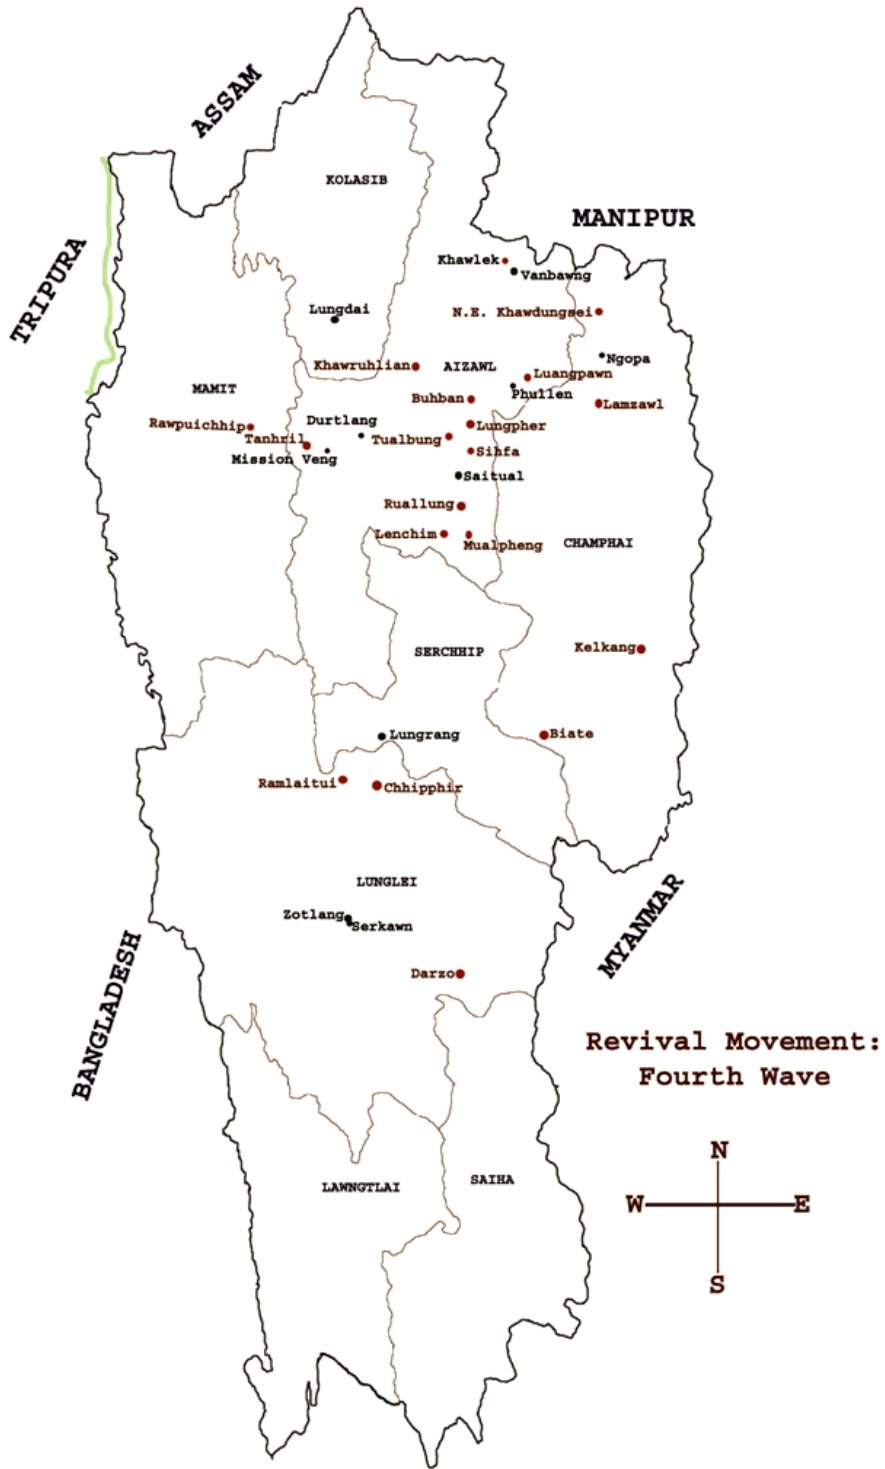 ASSAM
KOLASIB
MANIPUR
TRIPURA
Khawlek
Vanbawng
Lungdai
N.E. Khawdungsei
Ngopa
Khawruhlian
AIZAWL
Luangpawn
MAMIT
Phullen
Buhban
Lamzawl
Rawpuichhip
Durtlang
Lungpher
Tanhril
Tualbung
Mission Veng
Sihfa
Saitual
Ruallung
Lenchim
Mualpheng
CHAMPHAI
SERCHHIP
Kelkang
Lungrang
Biate
Ramlaitui
Chhipphir
LUNGLEI
Zotlang
Serkawn
MYANMAR
Darzo
BANGLADESH
Revival Movement:
Fourth Wave
N
W
E
S
LAWNGTLAI
SAIHA